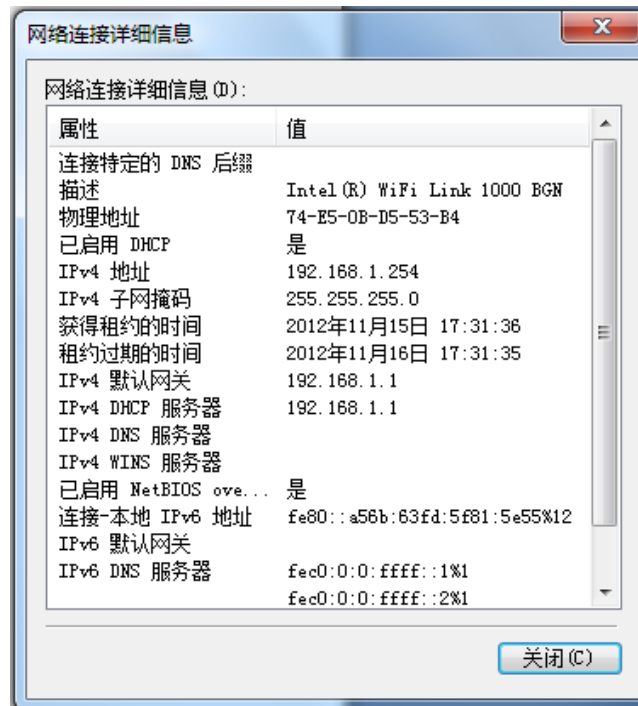 网络连接详细信息
网络连接详细信息(D):
属性 值
连接特定的 DNS 后缀
描述 Intel(R) WiFi Link 1000 BGN
物理地址 74-E5-0B-D5-53-B4
已启用 DHCP 是
IPv4 地址 192.168.1.254
IPv4 子网掩码 255.255.255.0
获得租约的时间 2012年11月15日 17:31:36
租约过期的时间 2012年11月16日 17:31:35
IPv4 默认网关 192.168.1.1
IPv4 DHCP 服务器 192.168.1.1
IPv4 DNS 服务器
IPv4 WINS 服务器
已启用 NetBIOS ove... 是
连接-本地 IPv6 地址 fe80::a56b:63fd:5f81:5e55%12
IPv6 默认网关
IPv6 DNS 服务器 fec0:0:0:ffff::1%1
fec0:0:0:ffff::2%1
关闭(C)